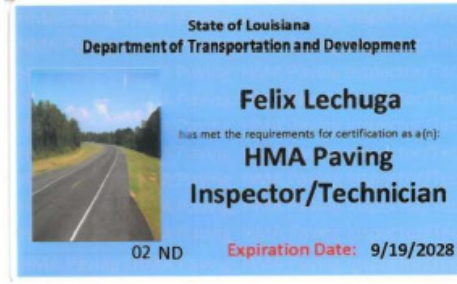 State of Louisiana
Department of Transportation and Development
Felix Lechuga
has met the requirements for certification as a(n):
HMA Paving
Inspector/Technician
02 ND
Expiration Date: 9/19/2028